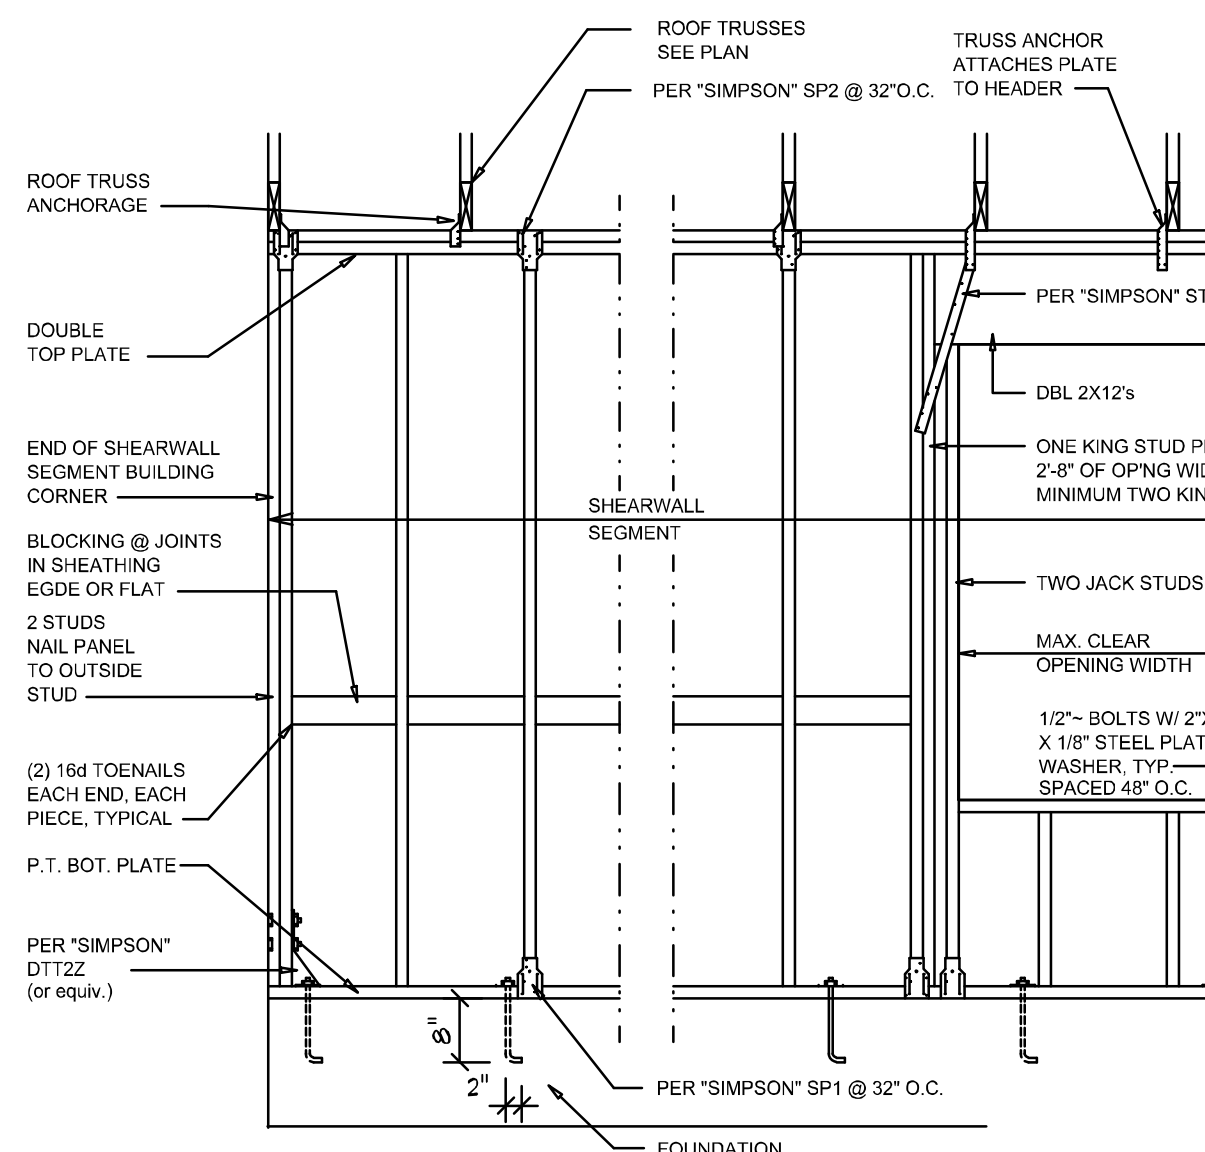 ROOF TRUSSES
SEE PLAN
PER "SIMPSON" SP2 @ 32"O.C.
TRUSS ANCHOR
ATTACHES PLATE
TO HEADER
ROOF TRUSS
ANCHORAGE
DOUBLE
TOP PLATE
END OF SHEARWALL
SEGMENT BUILDING
CORNER
BLOCKING @ JOINTS
IN SHEATHING
EGDE OR FLAT
2 STUDS
NAIL PANEL
TO OUTSIDE
STUD
(2) 16d TOENAILS
EACH END, EACH
PIECE, TYPICAL
P.T. BOT. PLATE
PER "SIMPSON"
DTT2Z
(or equiv.)
SHEARWALL
SEGMENT
PER "SIMPSON" ST
DBL 2X12's
ONE KING STUD P
2'-8" OF OP'NG WI
MINIMUM TWO KIN
TWO JACK STUDS
MAX. CLEAR
OPENING WIDTH
1/2"~ BOLTS W/ 2"X
X 1/8" STEEL PLAT
WASHER, TYP.
SPACED 48" O.C.
8"
2"
PER "SIMPSON" SP1 @ 32" O.C.
FOUNDATION